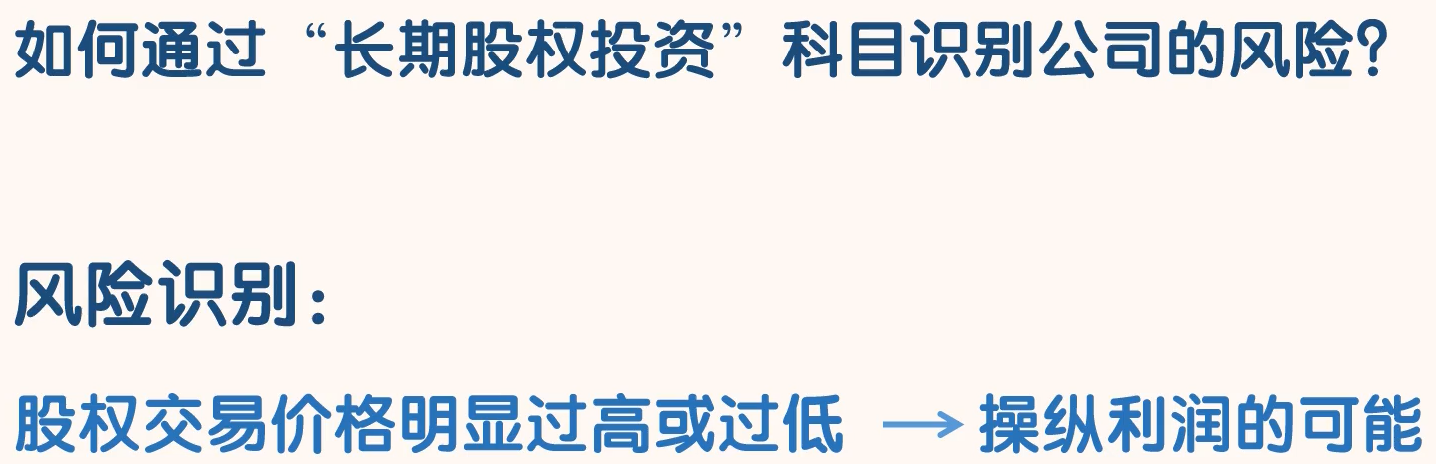 如何通过“长期股权投资”科目识别公司的风险?
风险识别：
股权交易价格明显过高或过低 → 操纵利润的可能